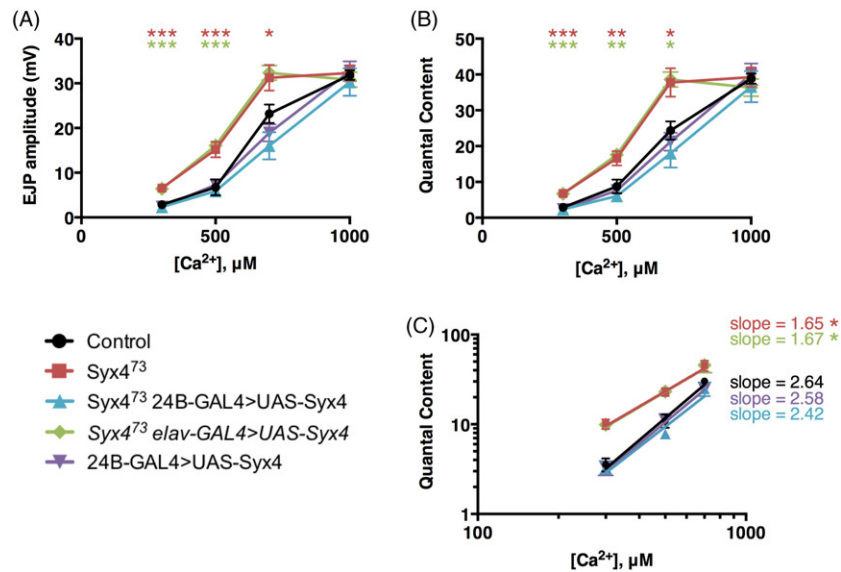 (A)
*** *** *
*** ***
40
30
20
10
0
EJP amplitude (mV)
0 500 1000
[Ca²⁺], µM
(B)
*** ** *
*** ** *
50
40
30
20
10
0
Quantal Content
0 500 1000
[Ca²⁺], µM
Control
Syx4⁷³
Syx4⁷³ 24B-GAL4>UAS-Syx4
Syx4⁷³ elav-GAL4>UAS-Syx4
24B-GAL4>UAS-Syx4
(C)
100
10
1
Quantal Content
100 1000
[Ca²⁺], µM
slope = 1.65 *
slope = 1.67 *
slope = 2.64
slope = 2.58
slope = 2.42